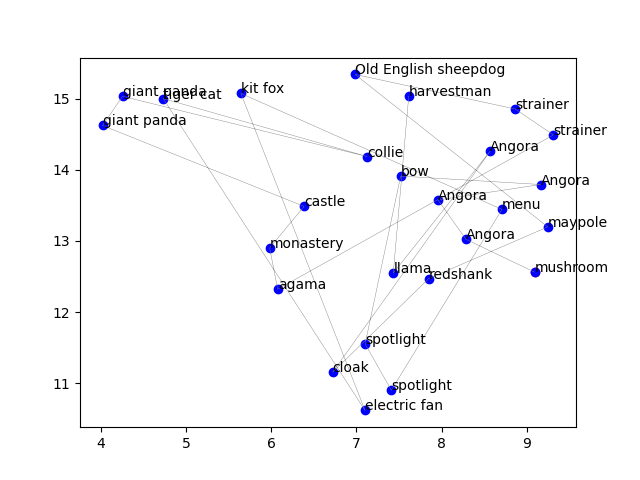 Old English sheepdog
giant panda
tiger cat
kit fox
harvestman
strainer
giant panda
strainer
collie
Angora
bow
Angora
castle
Angora
menu
maypole
monastery
Angora
agama
llama
redshank
mushroom
spotlight
cloak
spotlight
electric fan
15
14
13
12
11
4 5 6 7 8 9